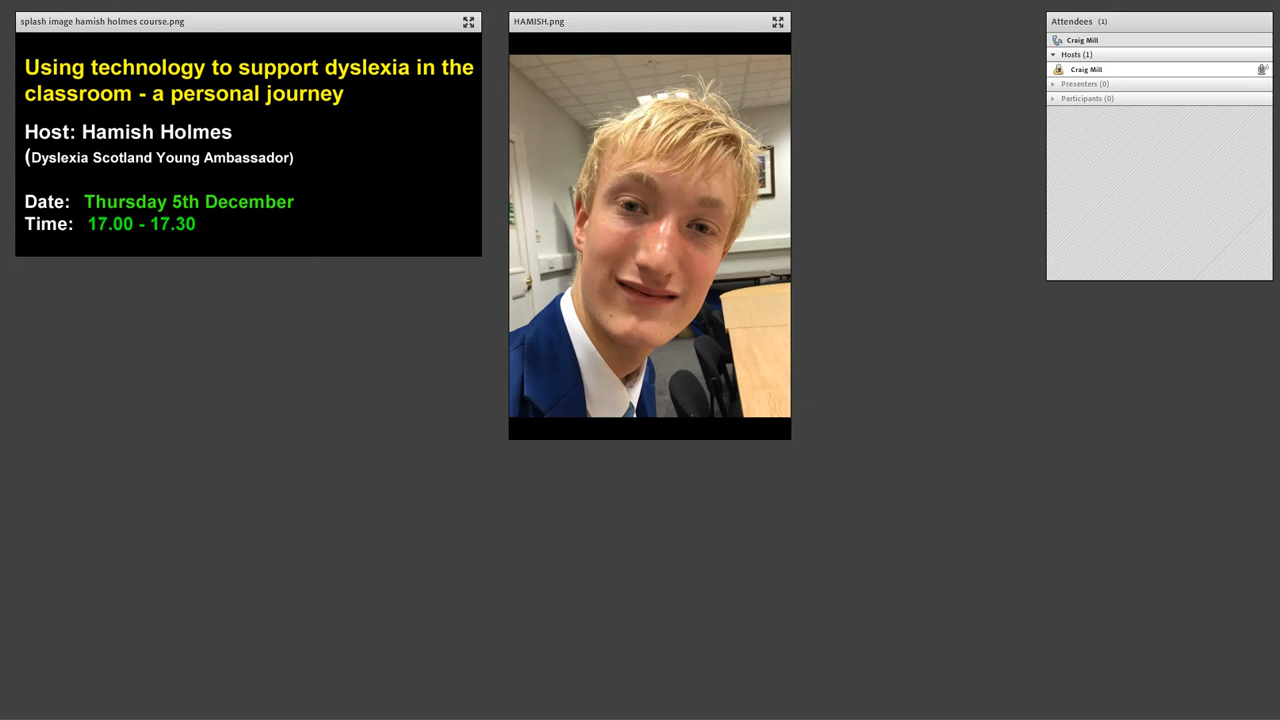 splash image hamish holmes course.png
Using technology to support dyslexia in the
classroom - a personal journey
Host: Hamish Holmes
(Dyslexia Scotland Young Ambassador)
Date: Thursday 5th December
Time: 17.00 - 17.30
HAMISH.png
Attendees (1)
Craig Mill
Hosts (1)
Craig Mill
Presenters (0)
Participants (0)